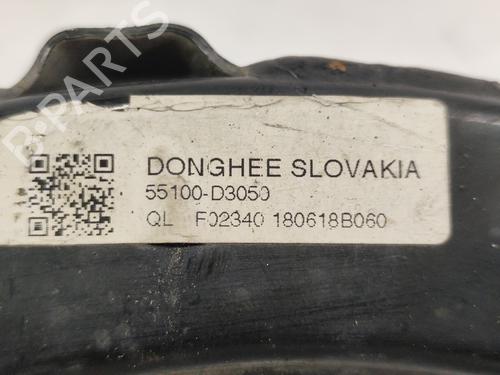 B-PARTS
DONGHEE SLOVAKIA
55100-D3050
QL F02340 180618B060